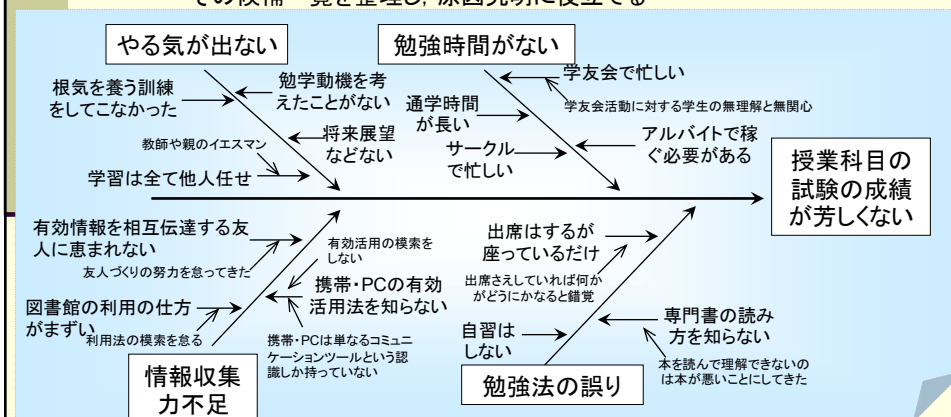 その候補一覧を整理し, 原因究明に役立てる
やる気が出ない
勉強時間がない
根気を養う訓練
をしてこなかった
勉学動機を考
えたことがない
教師や親のイエスマン
将来展望
などない
学習は全て他人任せ
学友会で忙しい
学友会活動に対する学生の無理解と無関心
通学時間
が長い
サークル
で忙しい
アルバイトで稼
ぐ必要がある
授業科目の
試験の成績
が芳しくない
有効情報を相互伝達する友
人に恵まれない
友人づくりの努力を怠ってきた
有効活用の模索を
しない
携帯・PCの有効
活用法を知らない
図書館の利用の仕方
がまずい
利用法の模索を怠る
携帯・PCは単なるコミュニ
ケーションツールという認
識しか持っていない
情報収集
力不足
出席はするが
座っているだけ
出席さえしていれば何か
がどうにかなると錯覚
自習は
しない
専門書の読み
方を知らない
本を読んで理解できないの
は本が悪いことにしてきた
勉強法の誤り